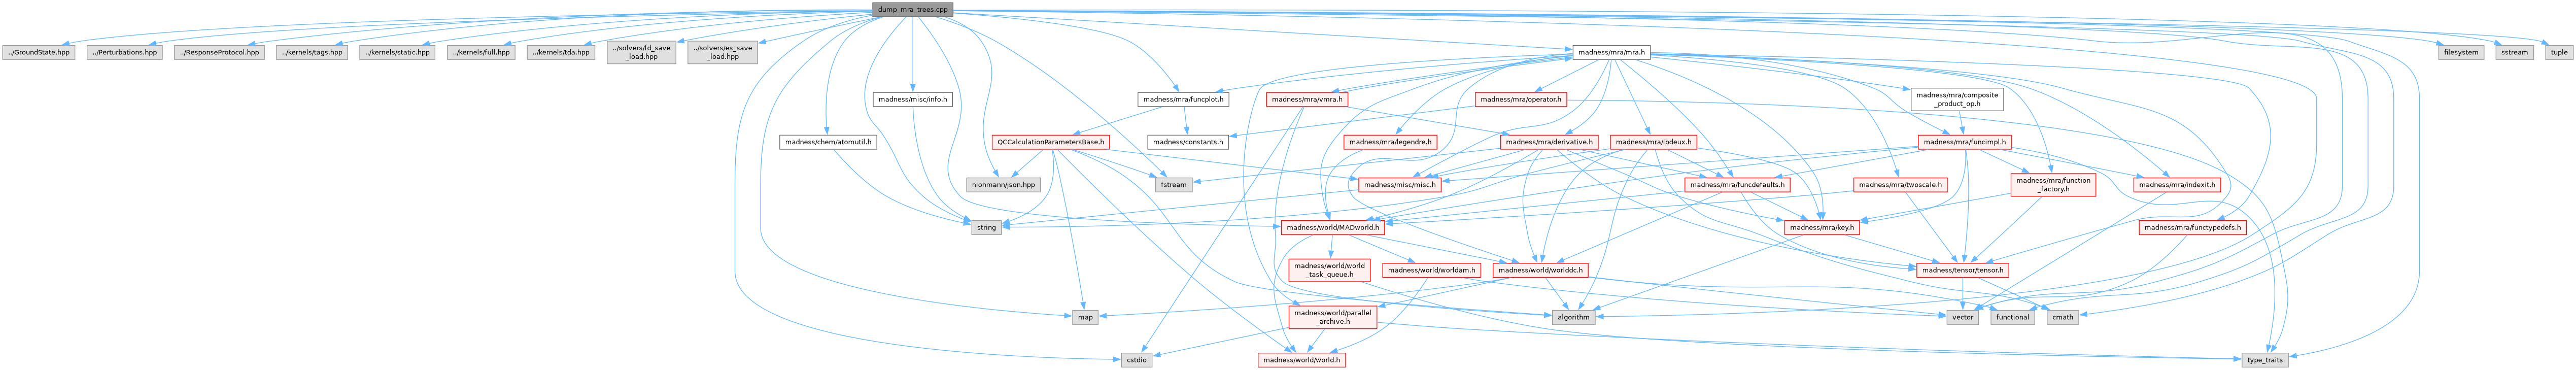 dump_mra_trees.cpp
../GroundState.hpp
../Perturbations.hpp
../ResponseProtocol.hpp
../kernels/tags.hpp
../kernels/static.hpp
../kernels/full.hpp
../kernels/tda.hpp
../solvers/fd_save
_load.hpp
../solvers/es_save
_load.hpp
madness/mra/mra.h
filesystem
sstream
tuple
madness/misc/info.h
madness/mra/funcplot.h
madness/mra/vmra.h
madness/mra/operator.h
madness/mra/composite
_product_op.h
madness/chem/atomutil.h
QCCalculationParametersBase.h
madness/constants.h
madness/mra/legendre.h
madness/mra/derivative.h
madness/mra/lbdeux.h
madness/mra/funcimpl.h
nlohmann/json.hpp
fstream
madness/misc/misc.h
madness/mra/funcdefaults.h
madness/mra/twoscale.h
madness/mra/function
_factory.h
madness/mra/indexit.h
string
madness/world/MADworld.h
madness/mra/key.h
madness/mra/functypedefs.h
madness/world/world
_task_queue.h
madness/world/worldam.h
madness/world/worlddc.h
madness/tensor/tensor.h
map
madness/world/parallel
_archive.h
algorithm
vector
functional
cmath
cstdio
madness/world/world.h
type_traits